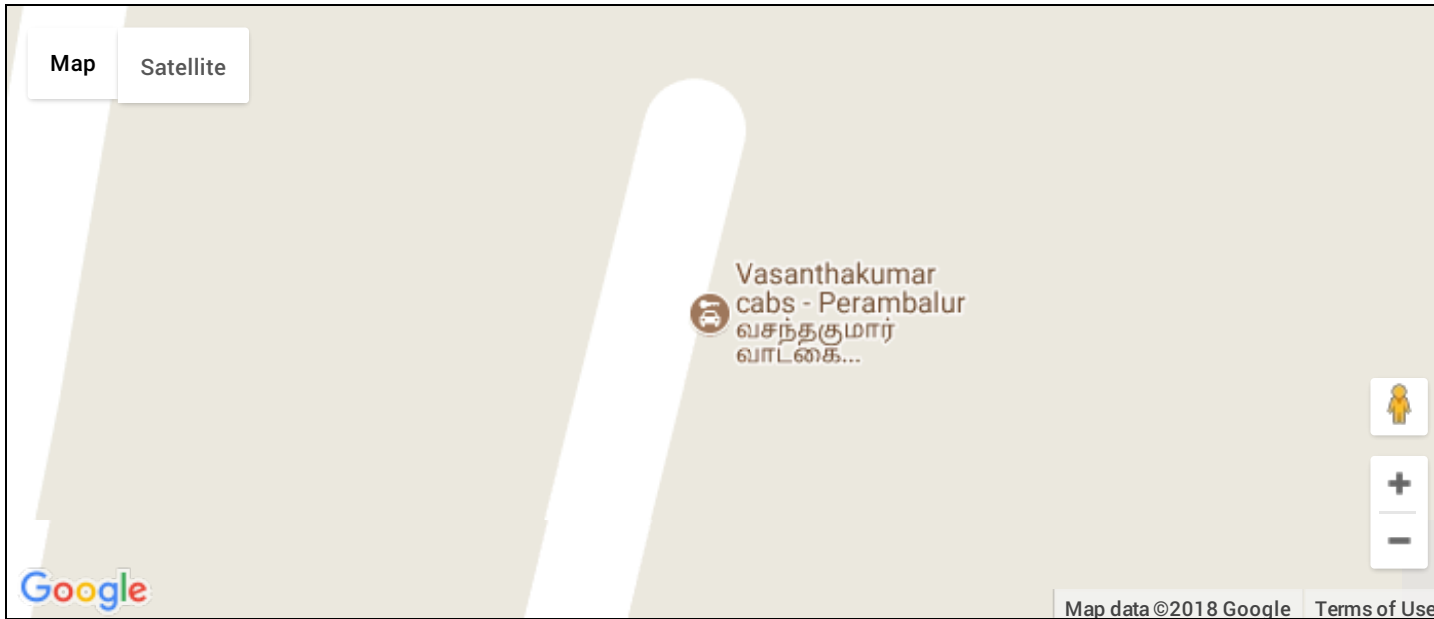 Map
Satellite
Vasanthakumar
cabs - Perambalur
வசந்தகுமார்
வாடகை...
Google
Map data ©2018 Google
Terms of Use